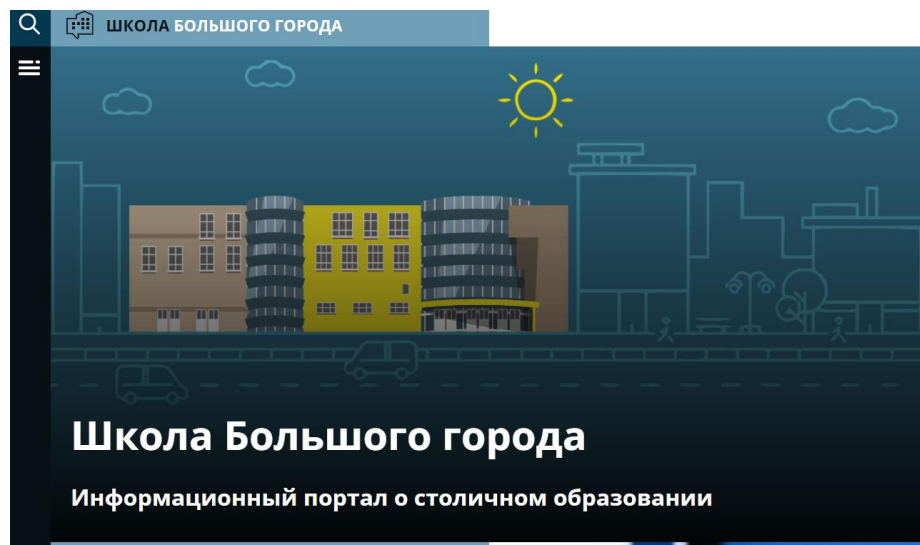 ШКОЛА БОЛЬШОГО ГОРОДА
Школа Большого города
Информационный портал о столичном образовании